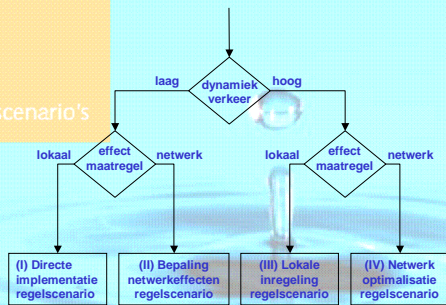 scenario's
laag
dynamiek
verkeer
hoog
lokaal
effect
maatregel
netwerk
lokaal
effect
maatregel
netwerk
(I) Directe
implementatie
regelscenario
(II) Bepaling
netwerkeffecten
regelscenario
(III) Lokale
inregeling
regelscenario
(IV) Netwerk
optimalisatie
regelscenario